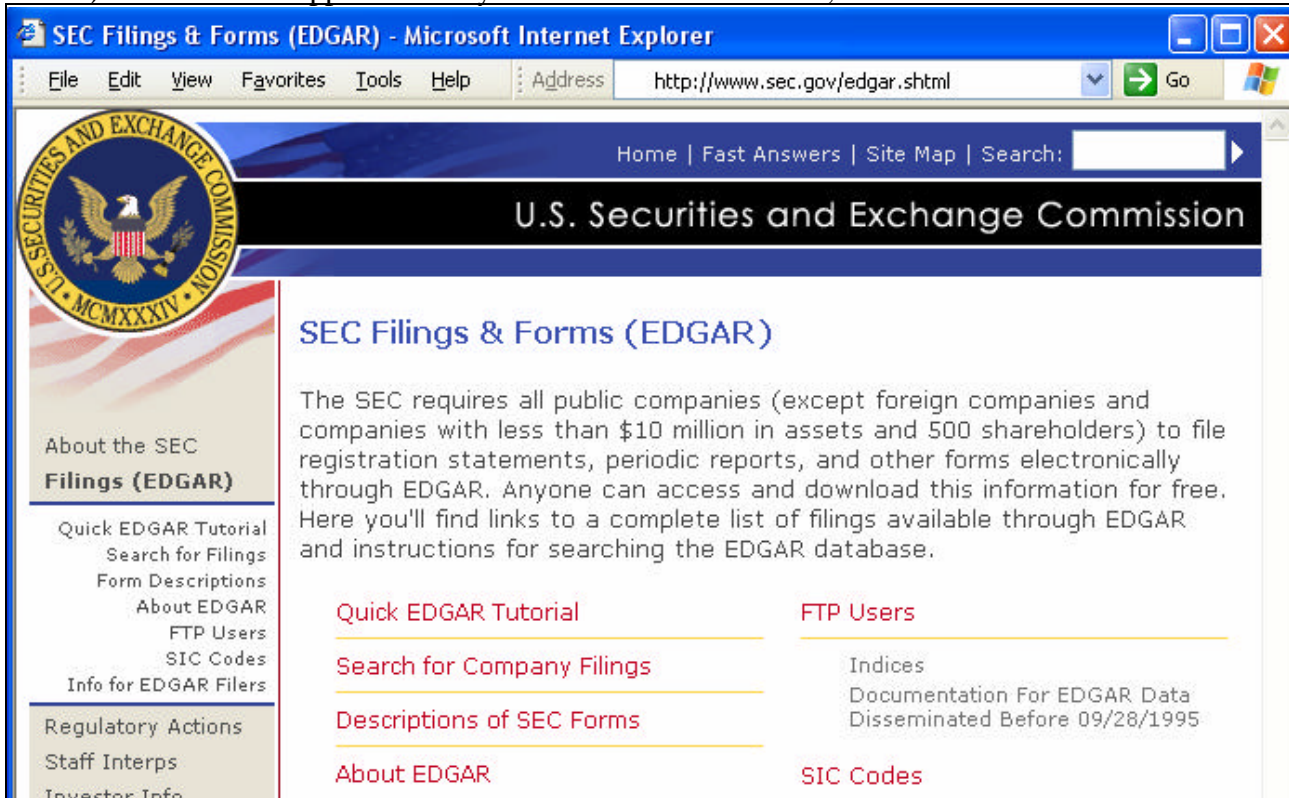 SEC Filings & Forms (EDGAR) - Microsoft Internet Explorer
File Edit View Favorites Tools Help Address http://www.sec.gov/edgar.shtml Go
U.S. SECURITIES AND EXCHANGE COMMISSION
MCMXXXIV
Home | Fast Answers | Site Map | Search:
U.S. Securities and Exchange Commission
About the SEC
Filings (EDGAR)
Quick EDGAR Tutorial
Search for Filings
Form Descriptions
About EDGAR
FTP Users
SIC Codes
Info for EDGAR Filers
Regulatory Actions
Staff Interps
Investor Info
SEC Filings & Forms (EDGAR)
The SEC requires all public companies (except foreign companies and
companies with less than $10 million in assets and 500 shareholders) to file
registration statements, periodic reports, and other forms electronically
through EDGAR. Anyone can access and download this information for free.
Here you'll find links to a complete list of filings available through EDGAR
and instructions for searching the EDGAR database.
Quick EDGAR Tutorial
Search for Company Filings
Descriptions of SEC Forms
About EDGAR
FTP Users
Indices
Documentation For EDGAR Data
Disseminated Before 09/28/1995
SIC Codes